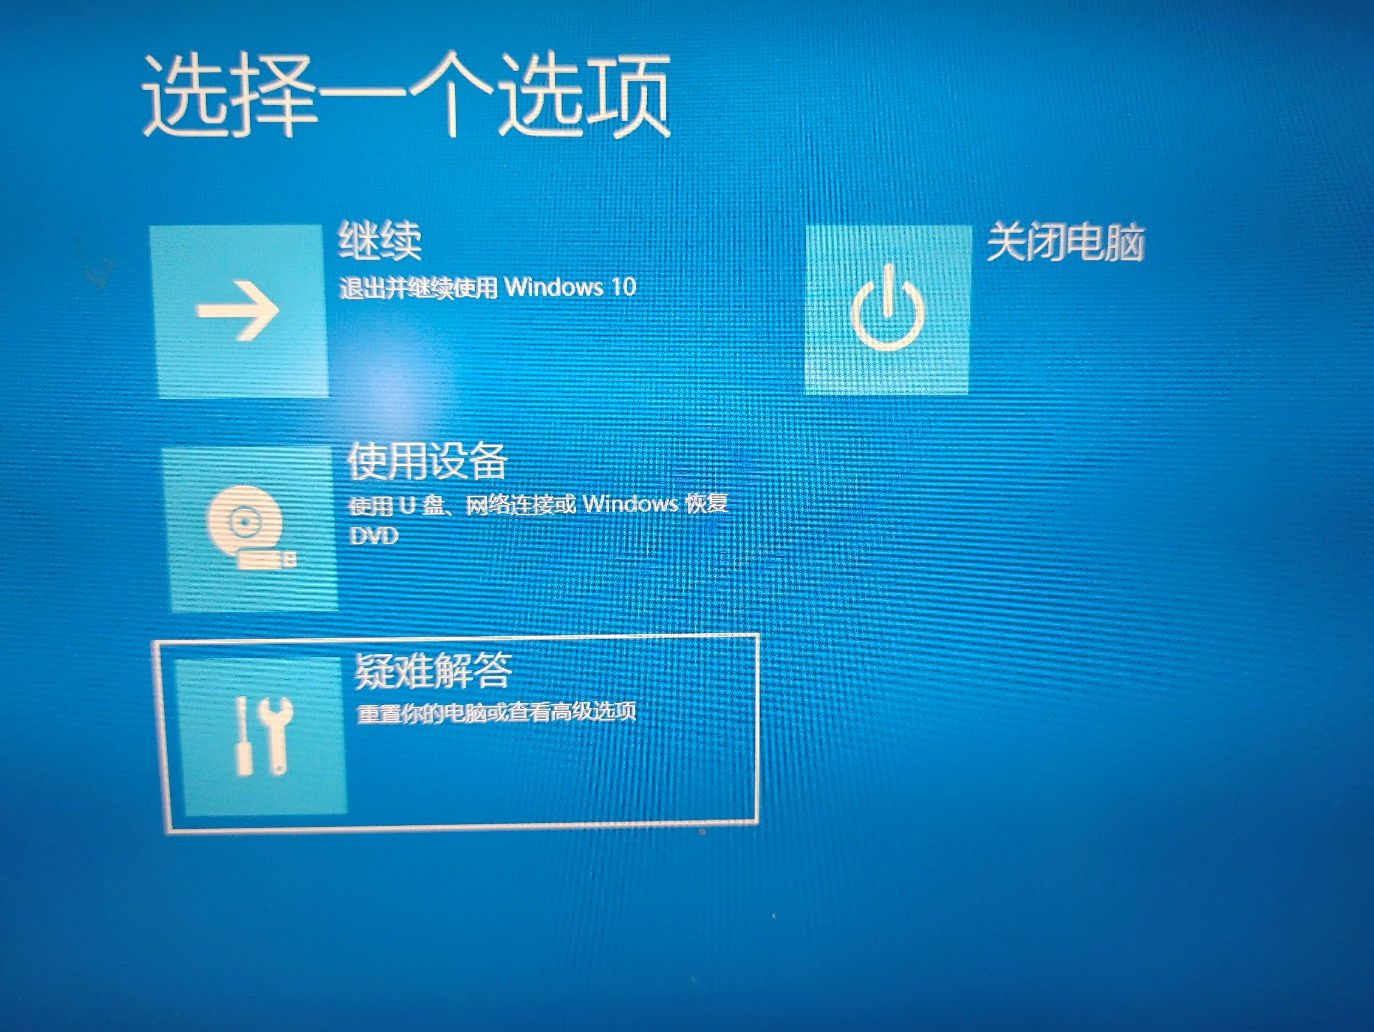 选择一个选项
继续
退出并继续使用 Windows 10
关闭电脑
使用设备
使用 U 盘、网络连接或 Windows 恢复
DVD
疑难解答
重置你的电脑或查看高级选项